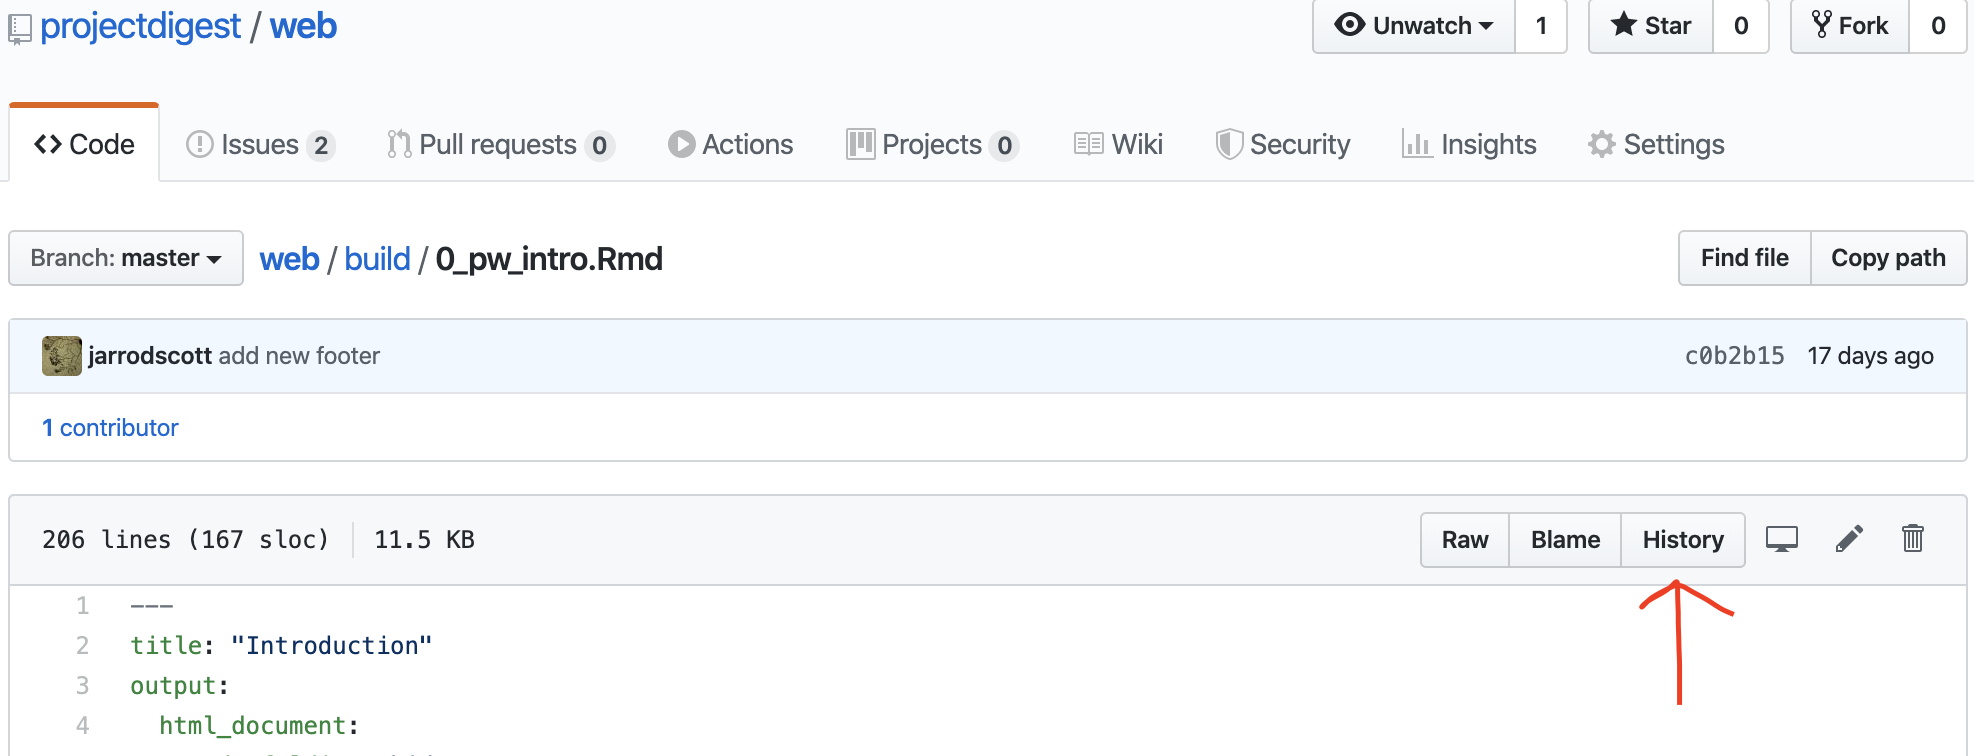 projectdigest / web
Unwatch 1 Star 0 Fork 0
Code Issues 2 Pull requests 0 Actions Projects 0 Wiki Security Insights Settings
Branch: master web / build / 0_pw_intro.Rmd Find file Copy path
jarrodscott add new footer c0b2b15 17 days ago
1 contributor
206 lines (167 sloc) 11.5 KB Raw Blame History
1 ---
2 title: "Introduction"
3 output:
4 html_document: